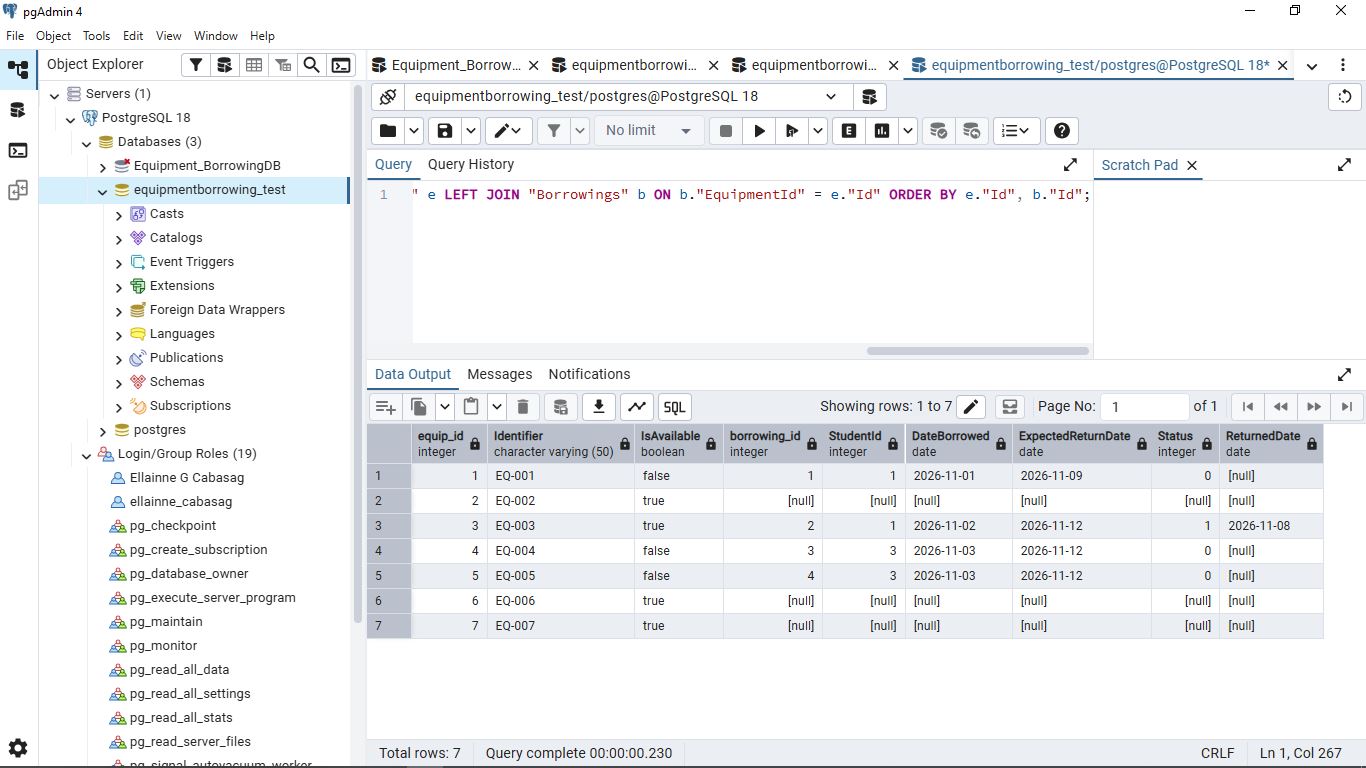 pgAdmin 4
File Object Tools Edit View Window Help
Object Explorer
Servers (1)
PostgreSQL 18
Databases (3)
Equipment_BorrowingDB
equipmentborrowing_test
Casts
Catalogs
Event Triggers
Extensions
Foreign Data Wrappers
Languages
Publications
Schemas
Subscriptions
postgres
Login/Group Roles (19)
Ellainne G Cabasag
ellainne_cabasag
pg_checkpoint
pg_create_subscription
pg_database_owner
pg_execute_server_program
pg_maintain
pg_monitor
pg_read_all_data
pg_read_all_settings
pg_read_all_stats
pg_read_server_files
pg_signal_autovacuum_worker
Equipment_Borrow... equipmentborrowi... equipmentborrowi... equipmentborrowing_test/postgres@PostgreSQL 18*
equipmentborrowing_test/postgres@PostgreSQL 18
No limit
Query Query History
Scratch Pad
1 " e LEFT JOIN "Borrowings" b ON b."EquipmentId" = e."Id" ORDER BY e."Id", b."Id";
Data Output Messages Notifications
SQL Showing rows: 1 to 7 Page No: 1 of 1
equip_id Identifier IsAvailable borrowing_id StudentId DateBorrowed ExpectedReturnDate Status ReturnedDate
integer character varying (50) boolean integer integer date date integer date
1 1 EQ-001 false 1 1 2026-11-01 2026-11-09 0 [null]
2 2 EQ-002 true [null] [null] [null] [null] [null] [null]
3 3 EQ-003 true 2 1 2026-11-02 2026-11-12 1 2026-11-08
4 4 EQ-004 false 3 3 2026-11-03 2026-11-12 0 [null]
5 5 EQ-005 false 4 3 2026-11-03 2026-11-12 0 [null]
6 6 EQ-006 true [null] [null] [null] [null] [null] [null]
7 7 EQ-007 true [null] [null] [null] [null] [null] [null]
Total rows: 7 Query complete 00:00:00.230 CRLF Ln 1, Col 267